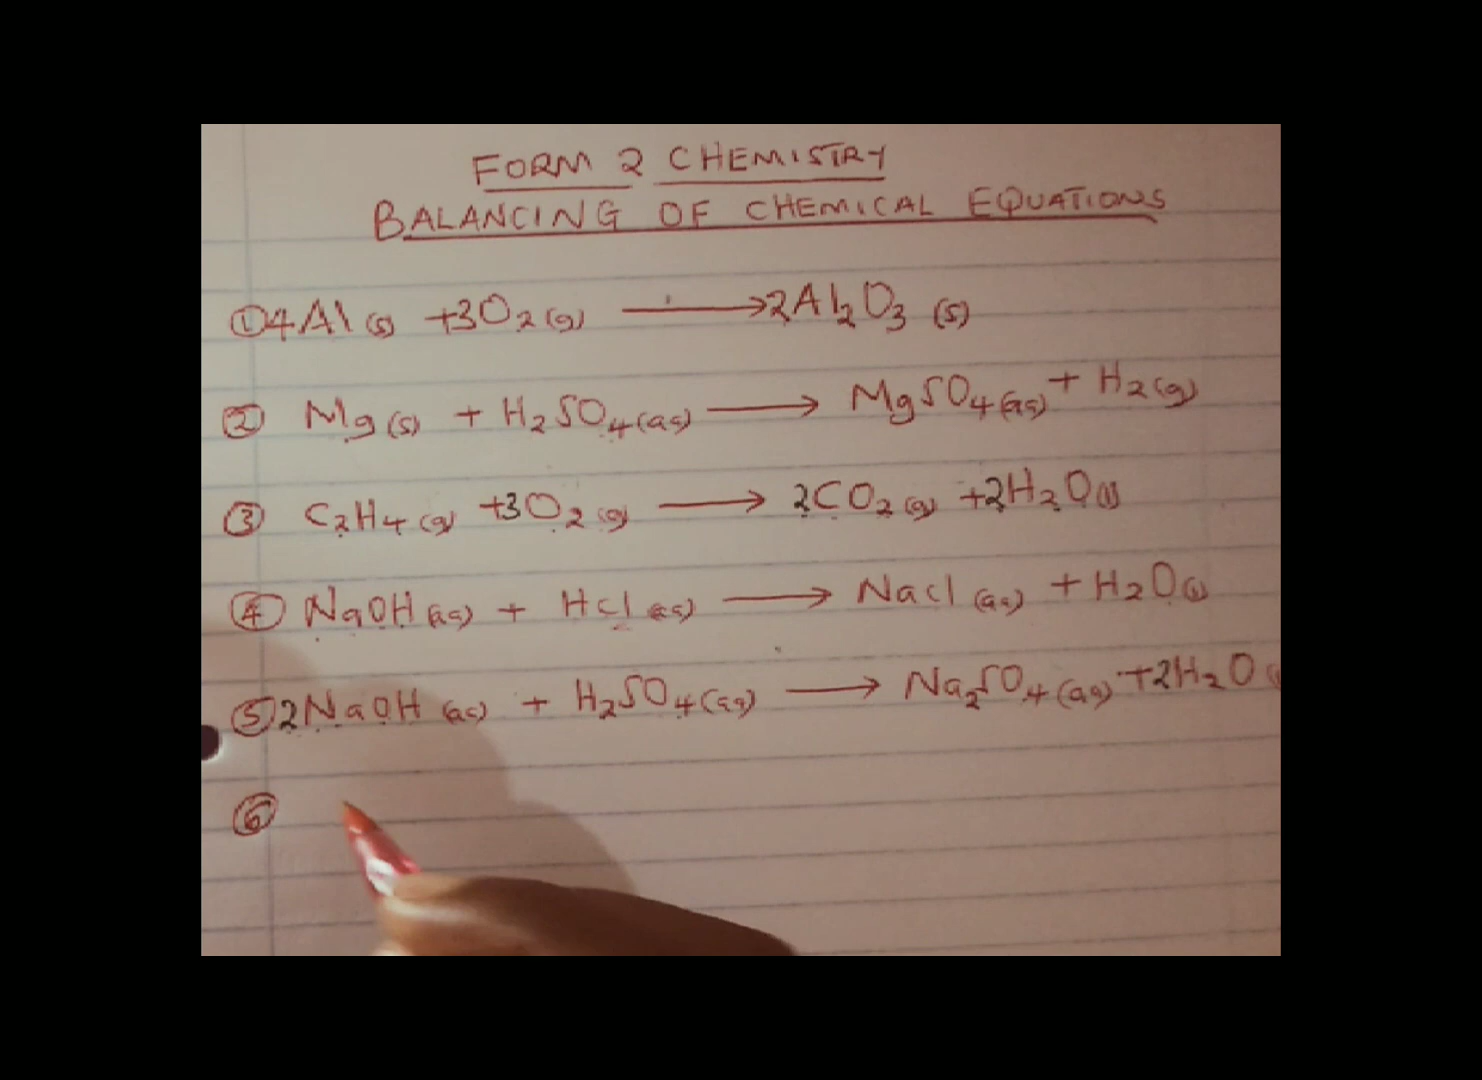 FORM 2 CHEMISTRY
BALANCING OF CHEMICAL EQUATIONS
① 4Al (s) + 3O₂ (g) ⟶ 2Al₂O₃ (s)
② Mg (s) + H₂SO₄ (aq) ⟶ MgSO₄ (aq) + H₂ (g)
③ C₂H₄ (g) + 3O₂ (g) ⟶ 2CO₂ (g) + 2H₂O (l)
④ NaOH (aq) + HCl (aq) ⟶ NaCl (aq) + H₂O (l)
⑤ 2NaOH (aq) + H₂SO₄ (aq) ⟶ Na₂SO₄ (aq) + 2H₂O
⑥